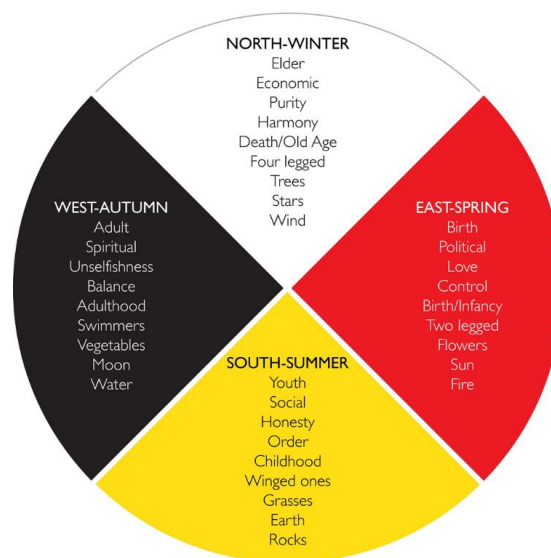 NORTH-WINTER
Elder
Economic
Purity
Harmony
Death/Old Age
Four legged
Trees
Stars
Wind
WEST-AUTUMN
Adult
Spiritual
Unselfishness
Balance
Adulthood
Swimmers
Vegetables
Moon
Water
EAST-SPRING
Birth
Political
Love
Control
Birth/Infancy
Two legged
Flowers
Sun
Fire
SOUTH-SUMMER
Youth
Social
Honesty
Order
Childhood
Winged ones
Grasses
Earth
Rocks